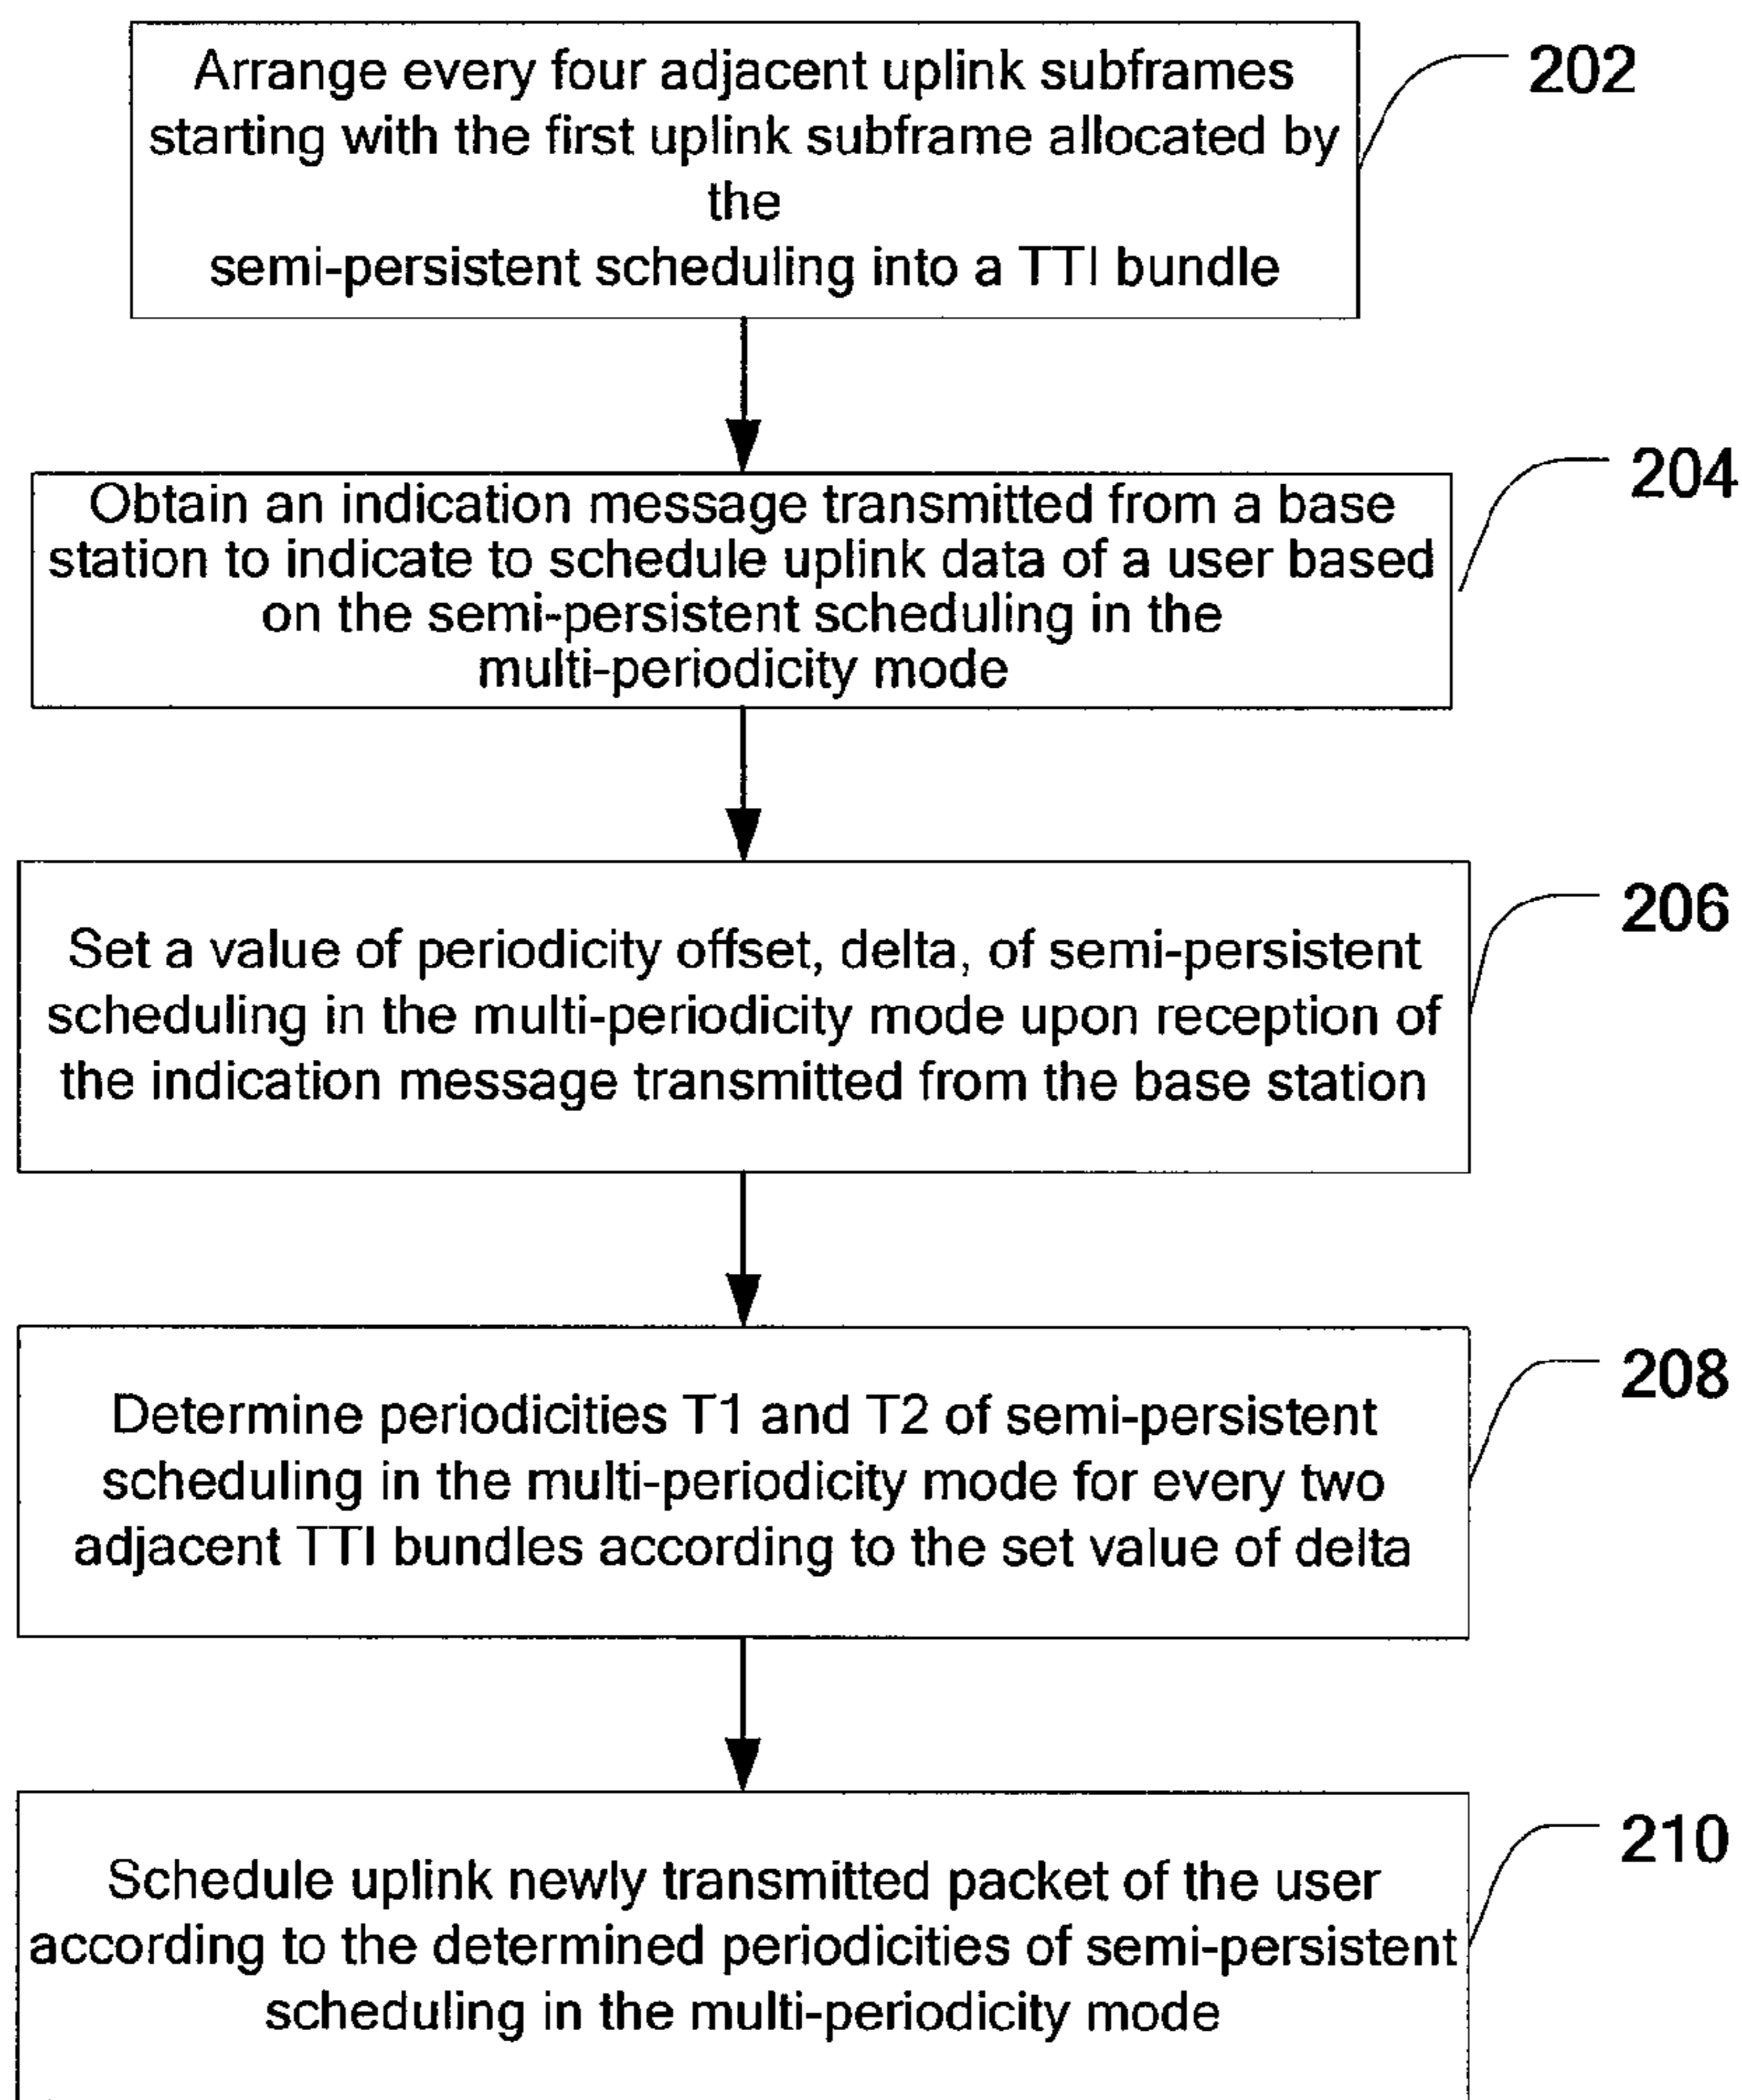 Arrange every four adjacent uplink subframes
starting with the first uplink subframe allocated by
the
semi-persistent scheduling into a TTI bundle
202
Obtain an indication message transmitted from a base
station to indicate to schedule uplink data of a user based
on the semi-persistent scheduling in the
multi-periodicity mode
204
Set a value of periodicity offset, delta, of semi-persistent
scheduling in the multi-periodicity mode upon reception of
the indication message transmitted from the base station
206
Determine periodicities T1 and T2 of semi-persistent
scheduling in the multi-periodicity mode for every two
adjacent TTI bundles according to the set value of delta
208
Schedule uplink newly transmitted packet of the user
according to the determined periodicities of semi-persistent
scheduling in the multi-periodicity mode
210